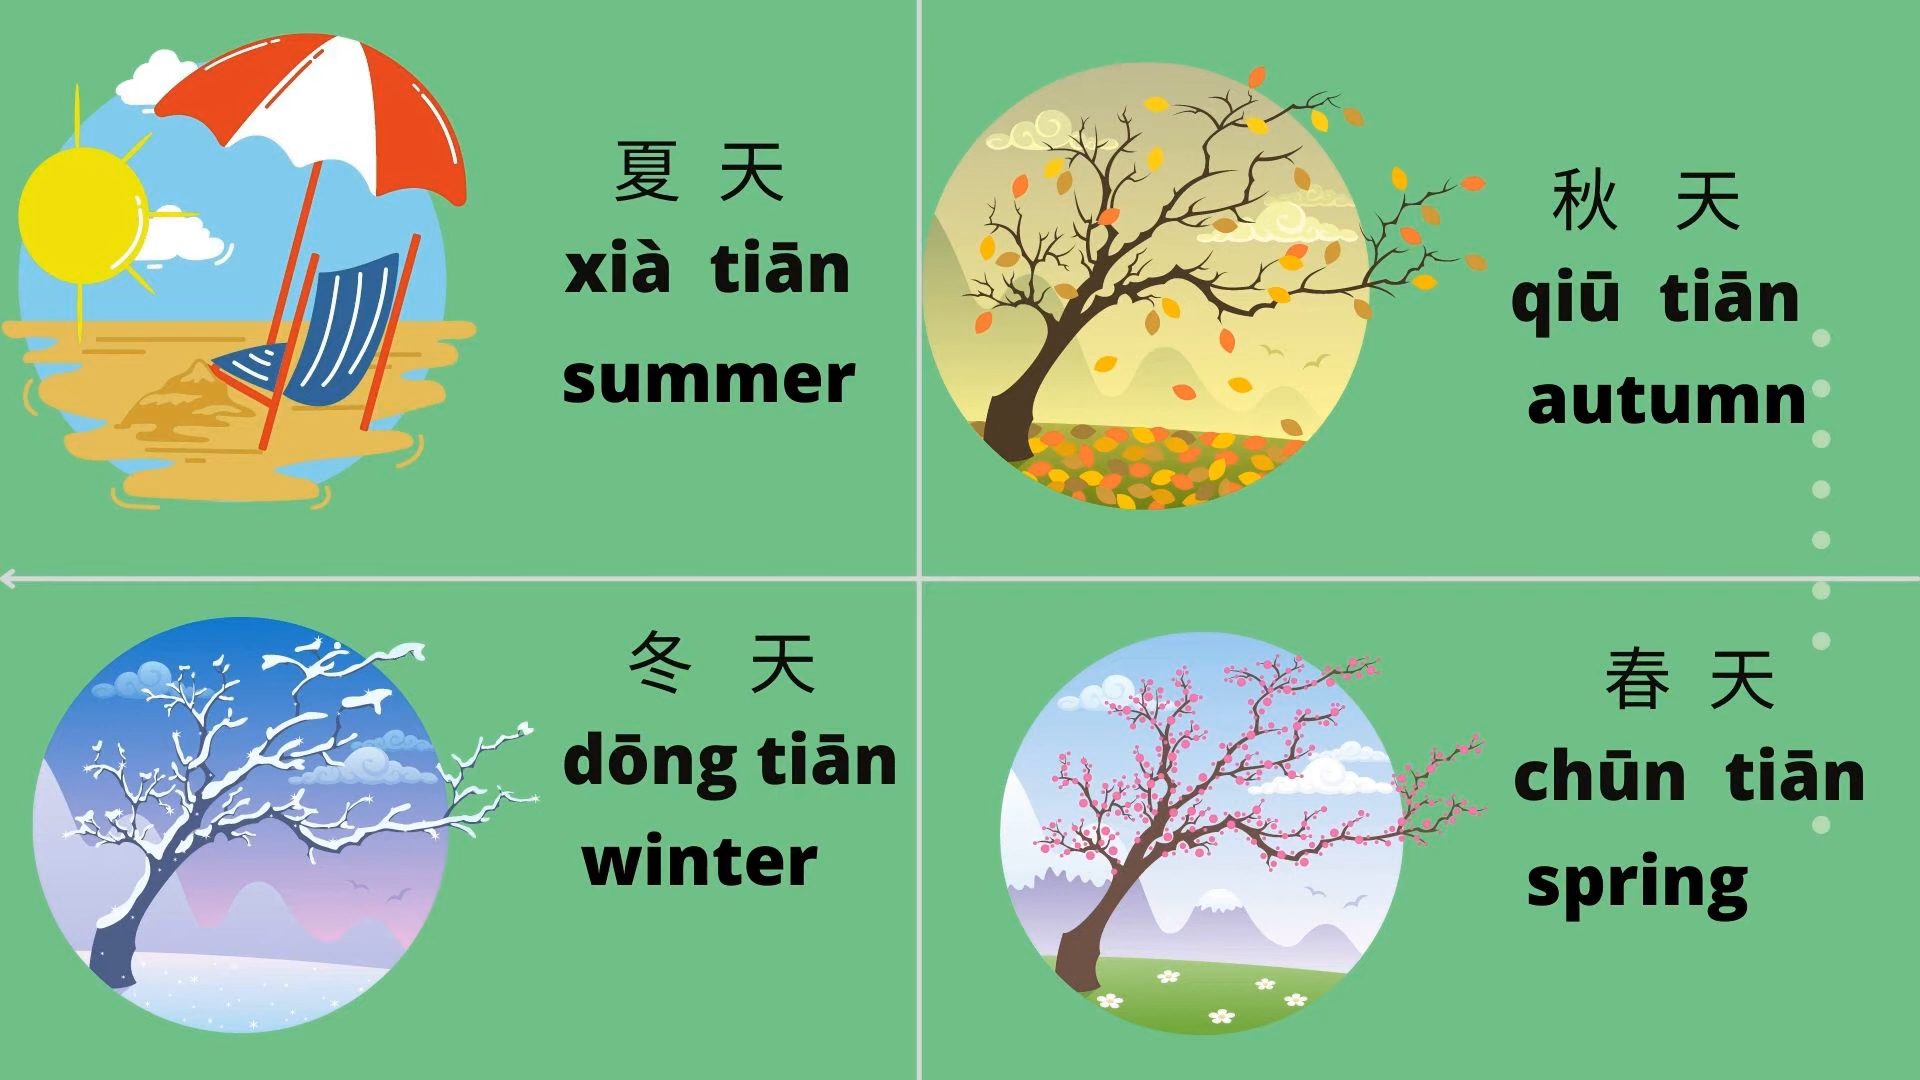 夏 天
xià tiān
summer
秋 天
qiū tiān
autumn
冬 天
dōng tiān
winter
春 天
chūn tiān
spring